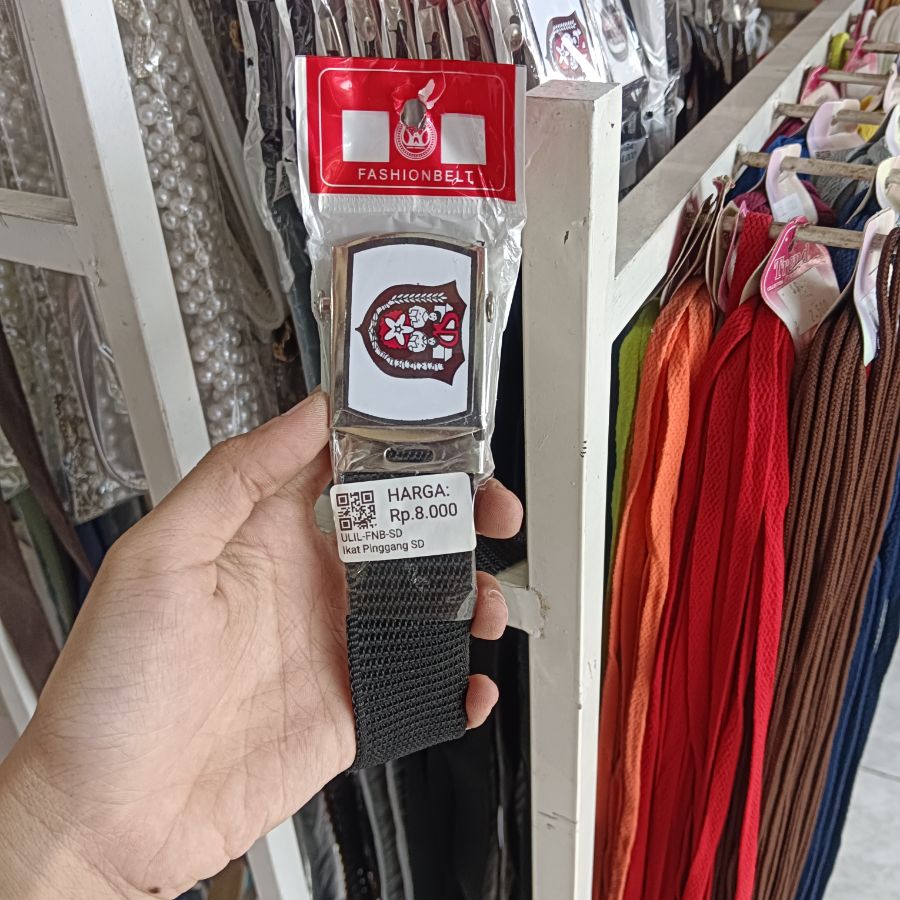 FASHIONBELT
HARGA:
Rp.8.000
ULIL-FNB-SD
Ikat Pinggang SD